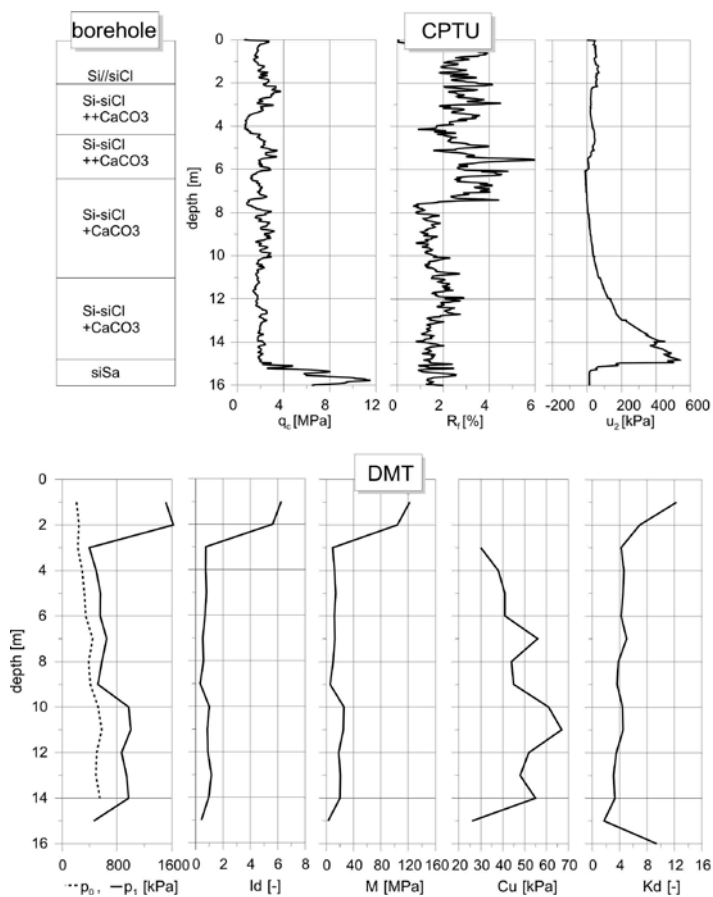 borehole
CPTU
Si//siCl
Si-siCl
++CaCO3
Si-siCl
++CaCO3
Si-siCl
+CaCO3
Si-siCl
+CaCO3
siSa
depth [m]
0
2
4
6
8
10
12
14
16
0 4 8 12
qc [MPa]
0 2 4 6
Rf [%]
-200 0 200 400 600
u2 [kPa]
DMT
depth [m]
0
2
4
6
8
10
12
14
16
0 800 1600
p0, p1 [kPa]
0 2 4 6 8
Id [-]
0 40 80 120 160
M [MPa]
20 30 40 50 60 70
Cu [kPa]
0 4 8 12 16
Kd [-]